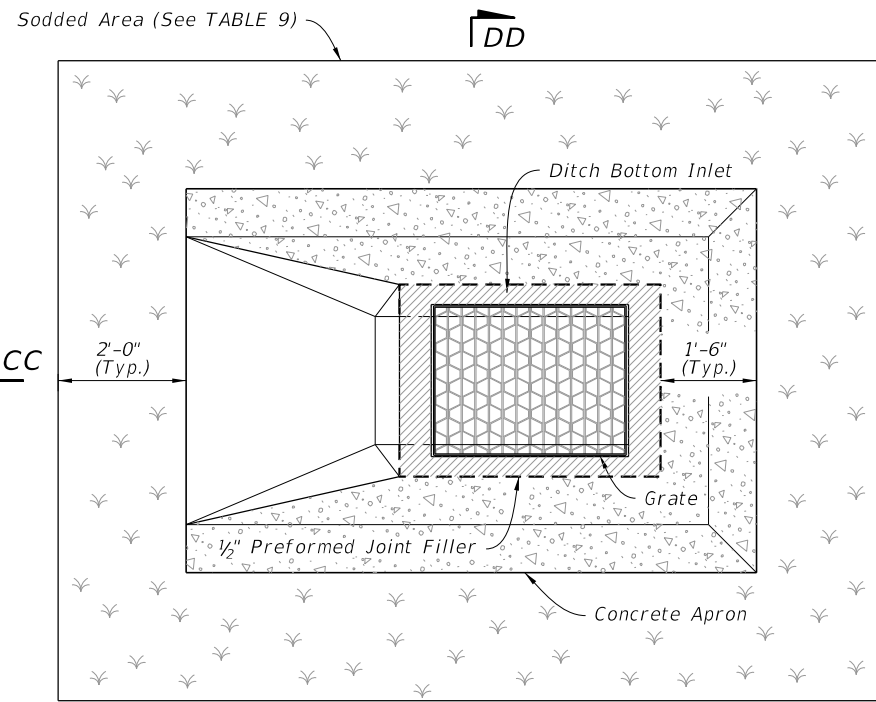 Sodded Area (See TABLE 9)
DD
Ditch Bottom Inlet
CC
2'-0"
(Typ.)
1'-6"
(Typ.)
Grate
½" Preformed Joint Filler
Concrete Apron